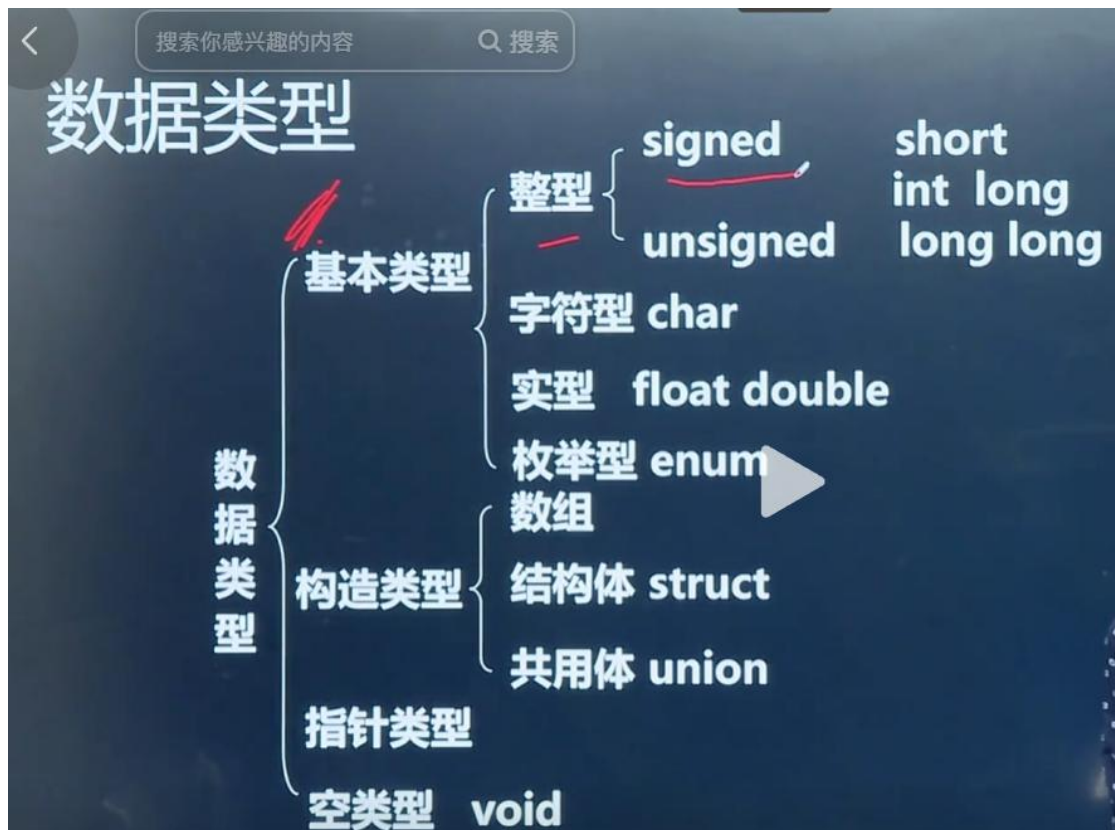 搜索你感兴趣的内容 搜索
数据类型
signed short
整型 int long
unsigned long long
基本类型
字符型 char
实型 float double
枚举型 enum
数据类型
数组
构造类型 结构体 struct
共用体 union
指针类型
空类型 void